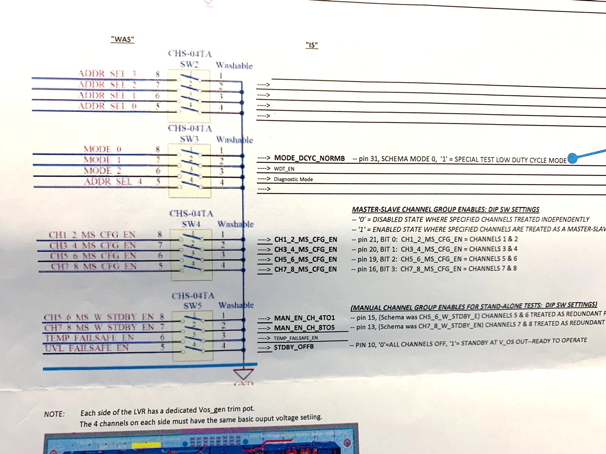 "WAS"
"IS"
CHS-04TA
SW2 Washable
ADDR SEL 3 8 1
ADDR SEL 2 7 2 ---->
ADDR SEL 1 6 3 ---->
ADDR SEL 0 5 4 ---->
---->
CHS-04TA
SW3 Washable
MODE 0 8 1 ----> MODE_DCYC_NORMB -- pin 31, SCHEMA MODE 0, '1' = SPECIAL TEST LOW DUTY CYCLE MODE
MODE 1 7 2 ----> WDT_EN
MODE 2 6 3 ----> Diagnostic Mode
ADDR SEL 4 5 4 ---->
MASTER-SLAVE CHANNEL GROUP ENABLES: DIP SW SETTINGS
-- '0' = DISABLED STATE WHERE SPECIFIED CHANNELS TREATED INDEPENDENTLY
-- '1' = ENABLED STATE WHERE SPECIFIED CHANNELS ARE TREATED AS A MASTER-SLAV
CHS-04TA
SW4 Washable
CH1 2 MS CFG EN 8 1 ----> CH1_2_MS_CFG_EN -- pin 21, BIT 0: CH1_2_MS_CFG_EN = CHANNELS 1 & 2
CH3 4 MS CFG EN 7 2 ----> CH3_4_MS_CFG_EN -- pin 20, BIT 1: CH3_4_MS_CFG_EN = CHANNELS 3 & 4
CH5 6 MS CFG EN 6 3 ----> CH5_6_MS_CFG_EN -- pin 19, BIT 2: CH5_6_MS_CFG_EN = CHANNELS 5 & 6
CH7 8 MS CFG EN 5 4 ----> CH7_8_MS_CFG_EN -- pin 16, BIT 3: CH7_8_MS_CFG_EN = CHANNELS 7 & 8
CHS-04TA
SW5 Washable
(MANUAL CHANNEL GROUP ENABLES FOR STAND-ALONE TESTS: DIP SW SETTINGS)
CH5 6 MS W STDBY EN 8 1 ----> MAN_EN_CH_4TO1 -- pin 15, (Schema was CH5_6_W_STDBY_E) CHANNELS 5 & 6 TREATED AS REDUNDANT
CH7 8 MS W STDBY EN 7 2 ----> MAN_EN_CH_8TO5 -- pin 13, (Schema was CH7_8_W_STDBY_EN) CHANNELS 7 & 8 TREATED AS REDUNDANT
TEMP FAILSAFE EN 6 3 ----> TEMP_FAILSAFE_EN
UVL FAILSAFE EN 5 4 ----> STDBY_OFFB -- PIN 10, '0'=ALL CHANNELS OFF, '1'= STANDBY AT V_OS OUT--READY TO OPERATE
GND
NOTE: Each side of the LVR has a dedicated Vos_gen trim pot.
The 4 channels on each side must have the same basic ouput voltage setiing.